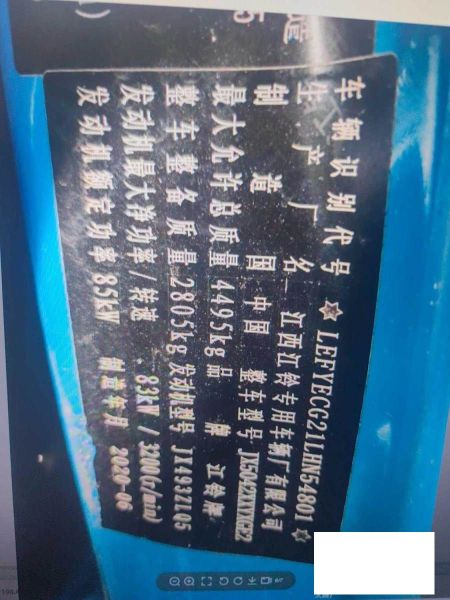 造
车辆识别代号 ☆LEFYECG21LHN54801☆
生产厂名 江西江铃专用车辆厂有限公司
制造国 中国 整车型号
最大允许总质量 4495kg 品牌 江铃牌
整车整备质量 2805kg 发动机型号 JX493ZLQ5
发动机最大净功率/转速 83kW/3200(r/min)
发动机额定功率 85kW 制造年月 2020-06